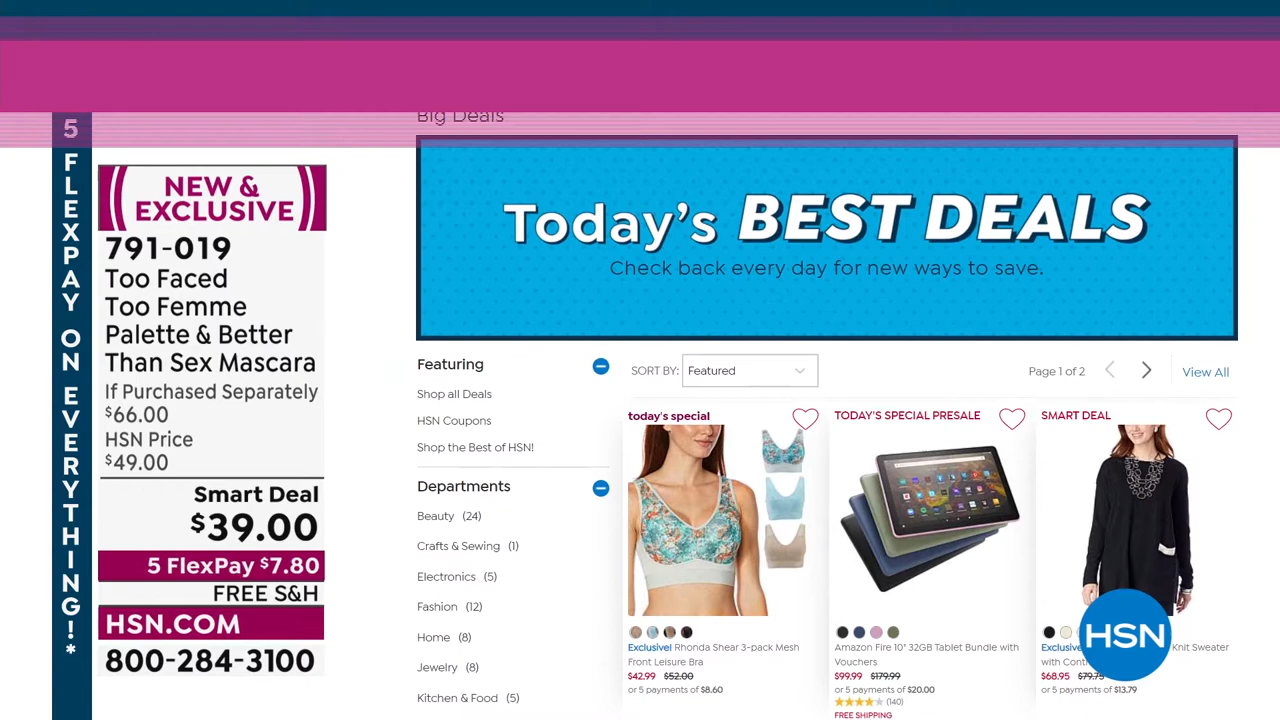 5 FLEXPAY ON EVERYTHING!*
NEW &
EXCLUSIVE
791-019
Too Faced
Too Femme
Palette & Better
Than Sex Mascara
If Purchased Separately
$66.00
HSN Price
$49.00
Smart Deal
$39.00
5 FlexPay $7.80
FREE S&H
HSN.COM
800-284-3100
Big Deals
Today's BEST DEALS
Check back every day for new ways to save.
Featuring
Shop all Deals
HSN Coupons
Shop the Best of HSN!
Departments
Beauty (24)
Crafts & Sewing (1)
Electronics (5)
Fashion (12)
Home (8)
Jewelry (8)
Kitchen & Food (5)
SORT BY: Featured
Page 1 of 2
View All
today's special
Exclusive! Rhonda Shear 3-pack Mesh
Front Leisure Bra
$42.99 $52.00
or 5 payments of $8.60
TODAY'S SPECIAL PRESALE
Amazon Fire 10" 32GB Tablet Bundle with
Vouchers
$99.99 $179.99
or 5 payments of $20.00
(140)
FREE SHIPPING
SMART DEAL
Knit Sweater
$68.95
or 5 payments of $13.79
HSN